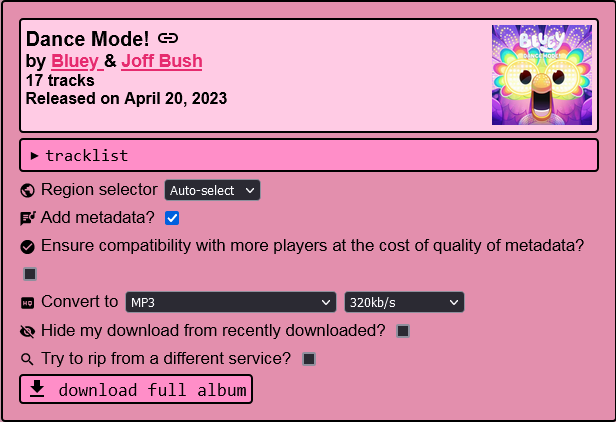 Dance Mode!
by Bluey & Joff Bush
17 tracks
Released on April 20, 2023
BLUEY
tracklist
Region selector Auto-select
Add metadata?
Ensure compatibility with more players at the cost of quality of metadata?
HQ Convert to MP3 320kb/s
Hide my download from recently downloaded?
Try to rip from a different service?
download full album